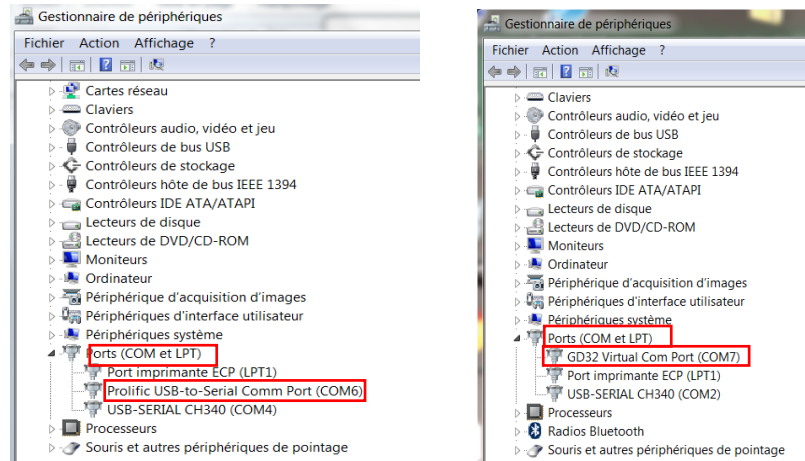 Gestionnaire de périphériques
Fichier Action Affichage ?
Cartes réseau
Claviers
Contrôleurs audio, vidéo et jeu
Contrôleurs de bus USB
Contrôleurs de stockage
Contrôleurs hôte de bus IEEE 1394
Contrôleurs IDE ATA/ATAPI
Lecteurs de disque
Lecteurs de DVD/CD-ROM
Moniteurs
Ordinateur
Périphérique d'acquisition d'images
Périphériques d'interface utilisateur
Périphériques système
Ports (COM et LPT)
Port imprimante ECP (LPT1)
Prolific USB-to-Serial Comm Port (COM6)
USB-SERIAL CH340 (COM4)
Processeurs
Souris et autres périphériques de pointage
Gestionnaire de périphériques
Fichier Action Affichage ?
Claviers
Contrôleurs audio, vidéo et jeu
Contrôleurs de bus USB
Contrôleurs de stockage
Contrôleurs hôte de bus IEEE 1394
Contrôleurs IDE ATA/ATAPI
Lecteurs de disque
Lecteurs de DVD/CD-ROM
Moniteurs
Ordinateur
Périphérique d'acquisition d'images
Périphériques d'interface utilisateur
Périphériques système
Ports (COM et LPT)
GD32 Virtual Com Port (COM7)
Port imprimante ECP (LPT1)
USB-SERIAL CH340 (COM2)
Processeurs
Radios Bluetooth
Souris et autres périphériques de pointage